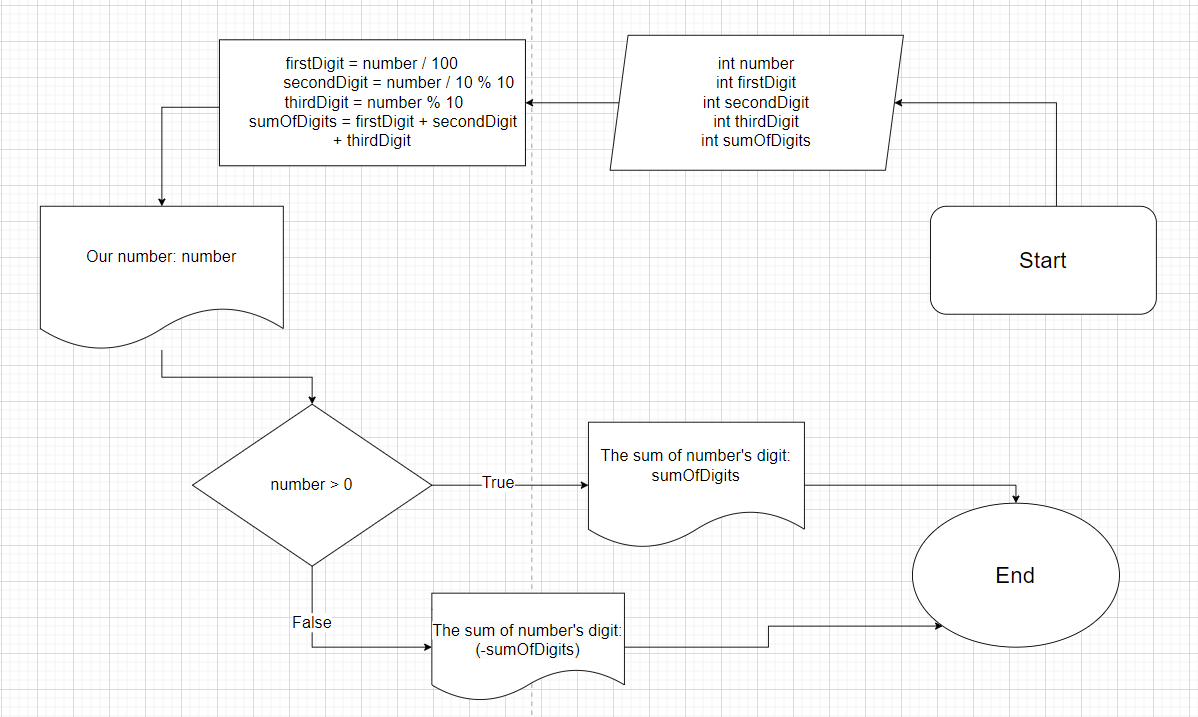 Start
int number
int firstDigit
int secondDigit
int thirdDigit
int sumOfDigits
firstDigit = number / 100
secondDigit = number / 10 % 10
thirdDigit = number % 10
sumOfDigits = firstDigit + secondDigit
+ thirdDigit
Our number: number
number > 0
True
The sum of number's digit:
sumOfDigits
False
The sum of number's digit:
(-sumOfDigits)
End